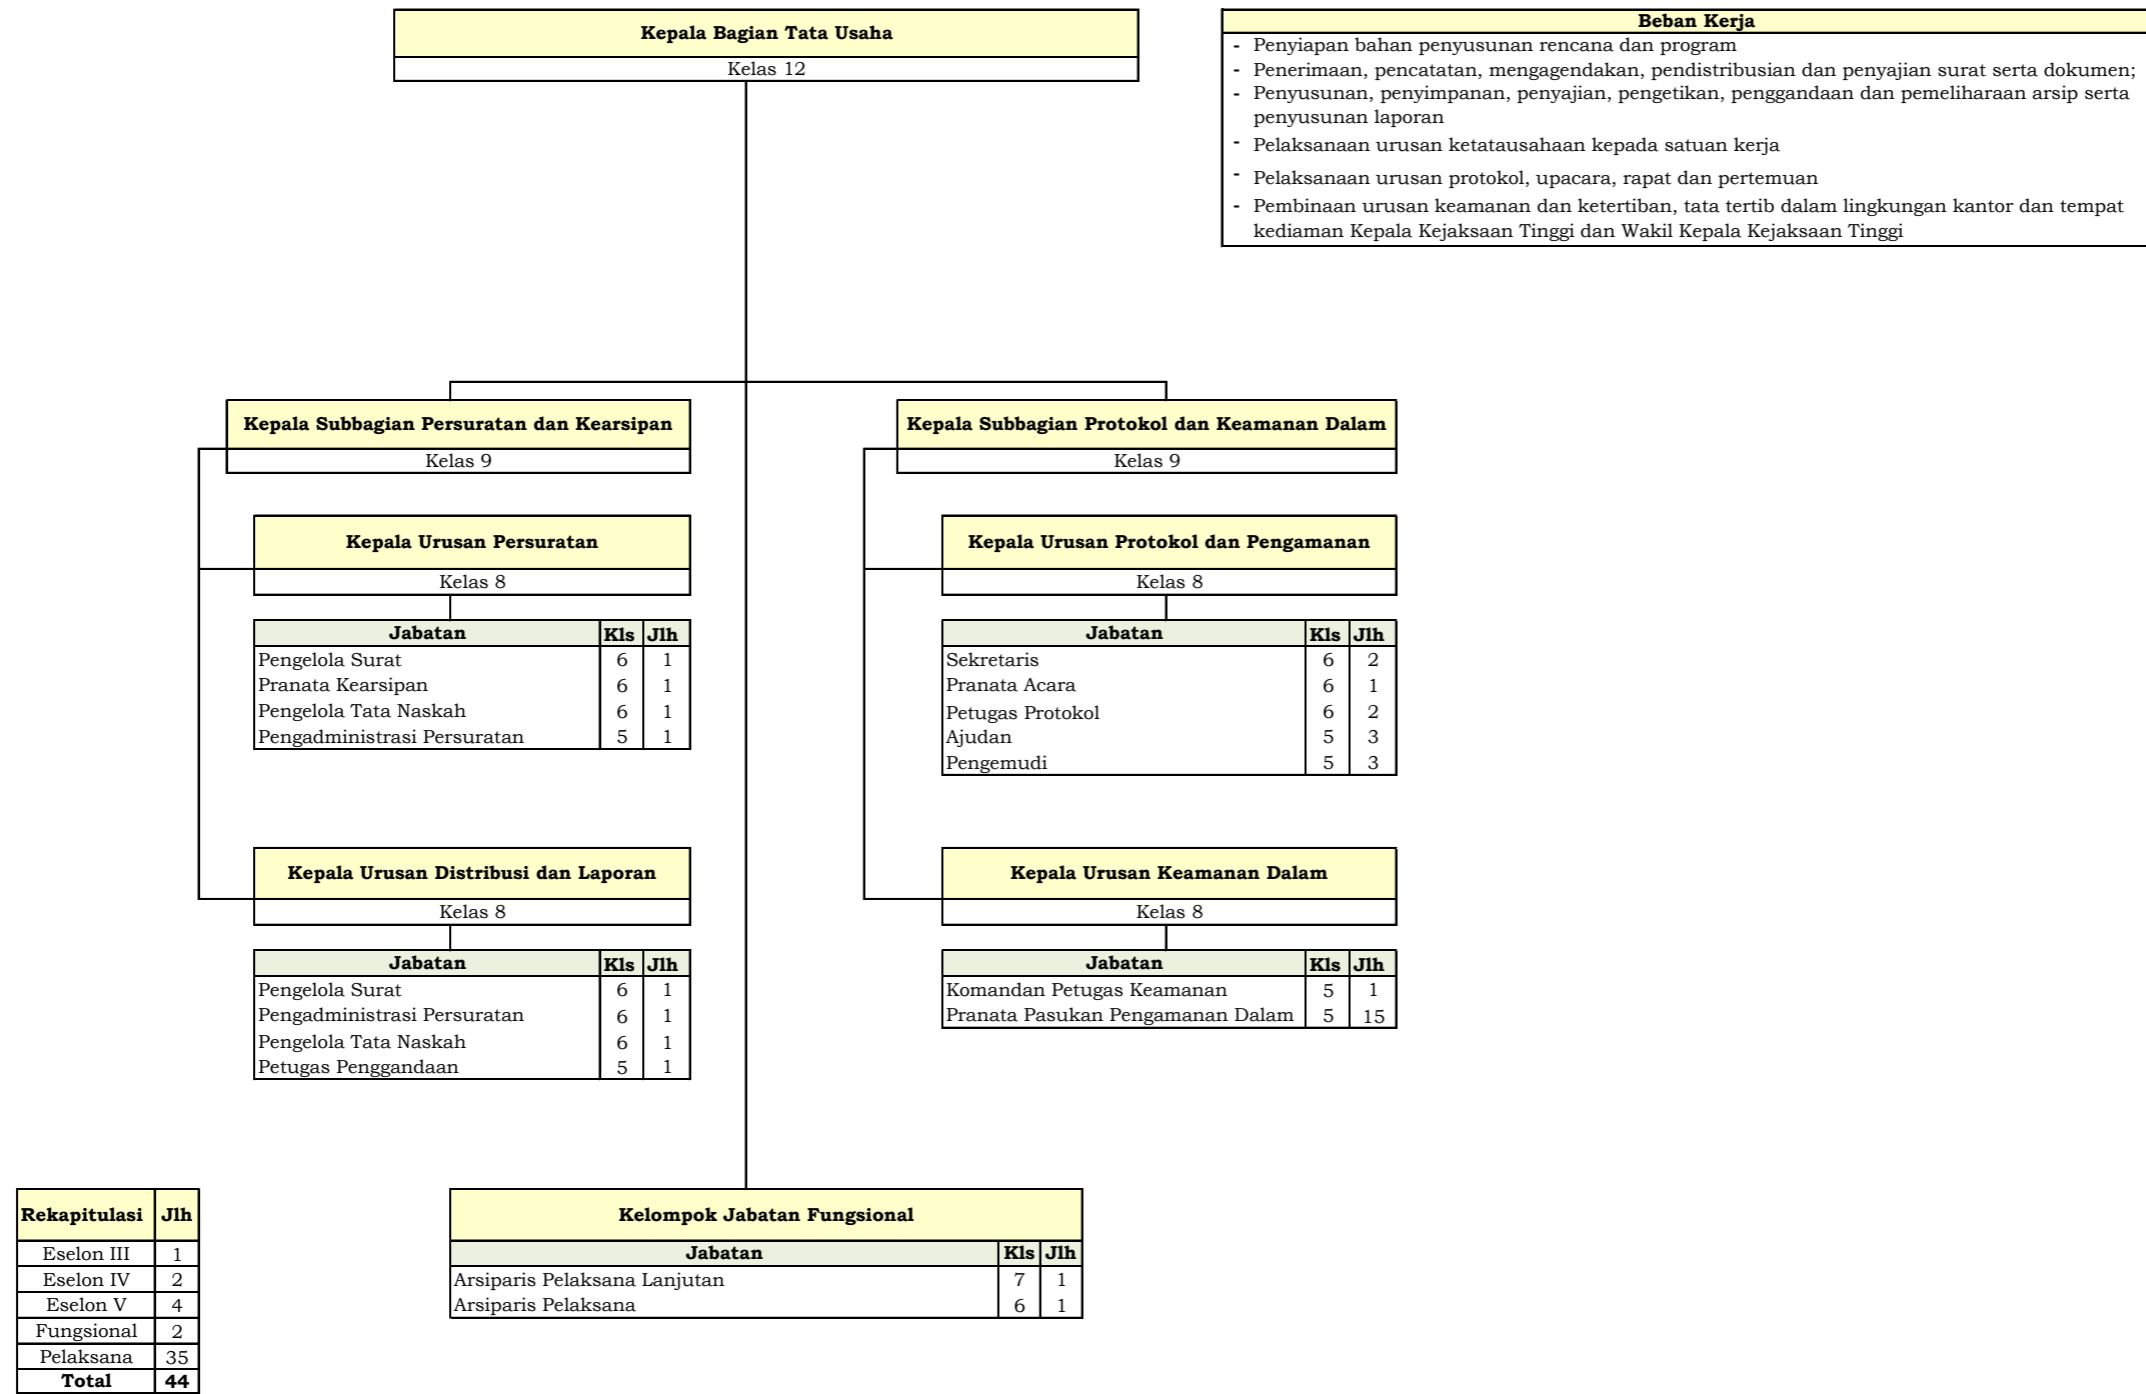 Kepala Bagian Tata Usaha
Kelas 12
Beban Kerja
- Penyiapan bahan penyusunan rencana dan program
- Penerimaan, pencatatan, mengagendakan, pendistribusian dan penyajian surat serta dokumen;
- Penyusunan, penyimpanan, penyajian, pengetikan, penggandaan dan pemeliharaan arsip serta
penyusunan laporan
- Pelaksanaan urusan ketatausahaan kepada satuan kerja
- Pelaksanaan urusan protokol, upacara, rapat dan pertemuan
- Pembinaan urusan keamanan dan ketertiban, tata tertib dalam lingkungan kantor dan tempat
kediaman Kepala Kejaksaan Tinggi dan Wakil Kepala Kejaksaan Tinggi
Kepala Subbagian Persuratan dan Kearsipan
Kelas 9
Kepala Urusan Persuratan
Kelas 8
Jabatan Kls Jlh
Pengelola Surat 6 1
Pranata Kearsipan 6 1
Pengelola Tata Naskah 6 1
Pengadministrasi Persuratan 5 1
Kepala Urusan Distribusi dan Laporan
Kelas 8
Jabatan Kls Jlh
Pengelola Surat 6 1
Pengadministrasi Persuratan 6 1
Pengelola Tata Naskah 6 1
Petugas Penggandaan 5 1
Kepala Subbagian Protokol dan Keamanan Dalam
Kelas 9
Kepala Urusan Protokol dan Pengamanan
Kelas 8
Jabatan Kls Jlh
Sekretaris 6 2
Pranata Acara 6 1
Petugas Protokol 6 2
Ajudan 5 3
Pengemudi 5 3
Kepala Urusan Keamanan Dalam
Kelas 8
Jabatan Kls Jlh
Komandan Petugas Keamanan 5 1
Pranata Pasukan Pengamanan Dalam 5 15
Rekapitulasi Jlh
Eselon III 1
Eselon IV 2
Eselon V 4
Fungsional 2
Pelaksana 35
Total 44
Kelompok Jabatan Fungsional
Jabatan Kls Jlh
Arsiparis Pelaksana Lanjutan 7 1
Arsiparis Pelaksana 6 1